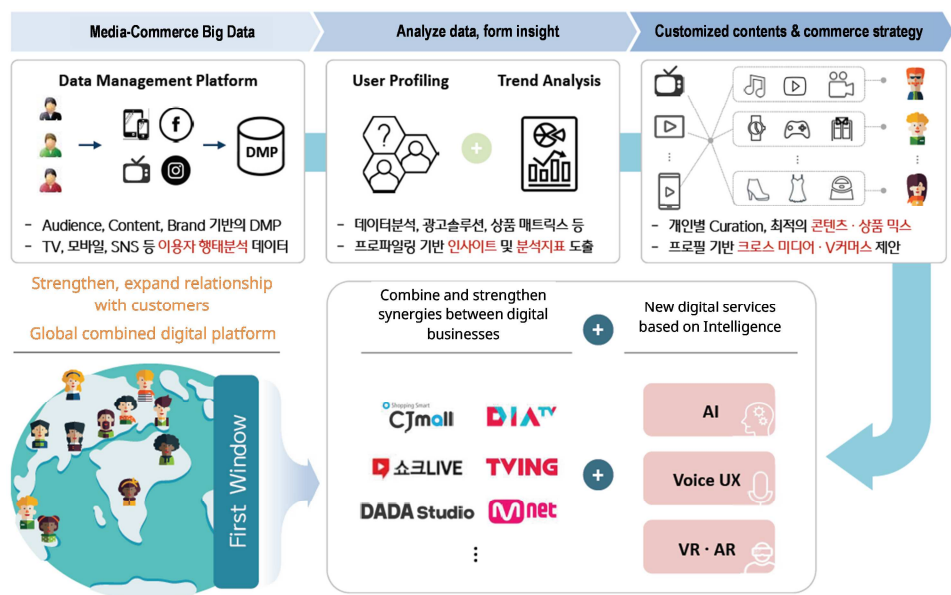 Media-Commerce Big Data
Analyze data, form insight
Customized contents & commerce strategy
Data Management Platform
DMP
- Audience, Content, Brand 기반의 DMP
- TV, 모바일, SNS 등 이용자 행태분석 데이터
User Profiling
Trend Analysis
?
+
- 데이터분석, 광고솔루션, 상품 매트릭스 등
- 프로파일링 기반 인사이트 및 분석지표 도출
- 개인별 Curation, 최적의 콘텐츠 · 상품 믹스
- 프로필 기반 크로스 미디어 · V커머스 제안
Strengthen, expand relationship
with customers
Global combined digital platform
First Window
Combine and strengthen
synergies between digital
businesses
+
New digital services
based on Intelligence
Shopping Smart
CJmall
DIA TV
쇼크LIVE
TVING
DADA Studio
Mnet
+
AI
Voice UX
VR · AR